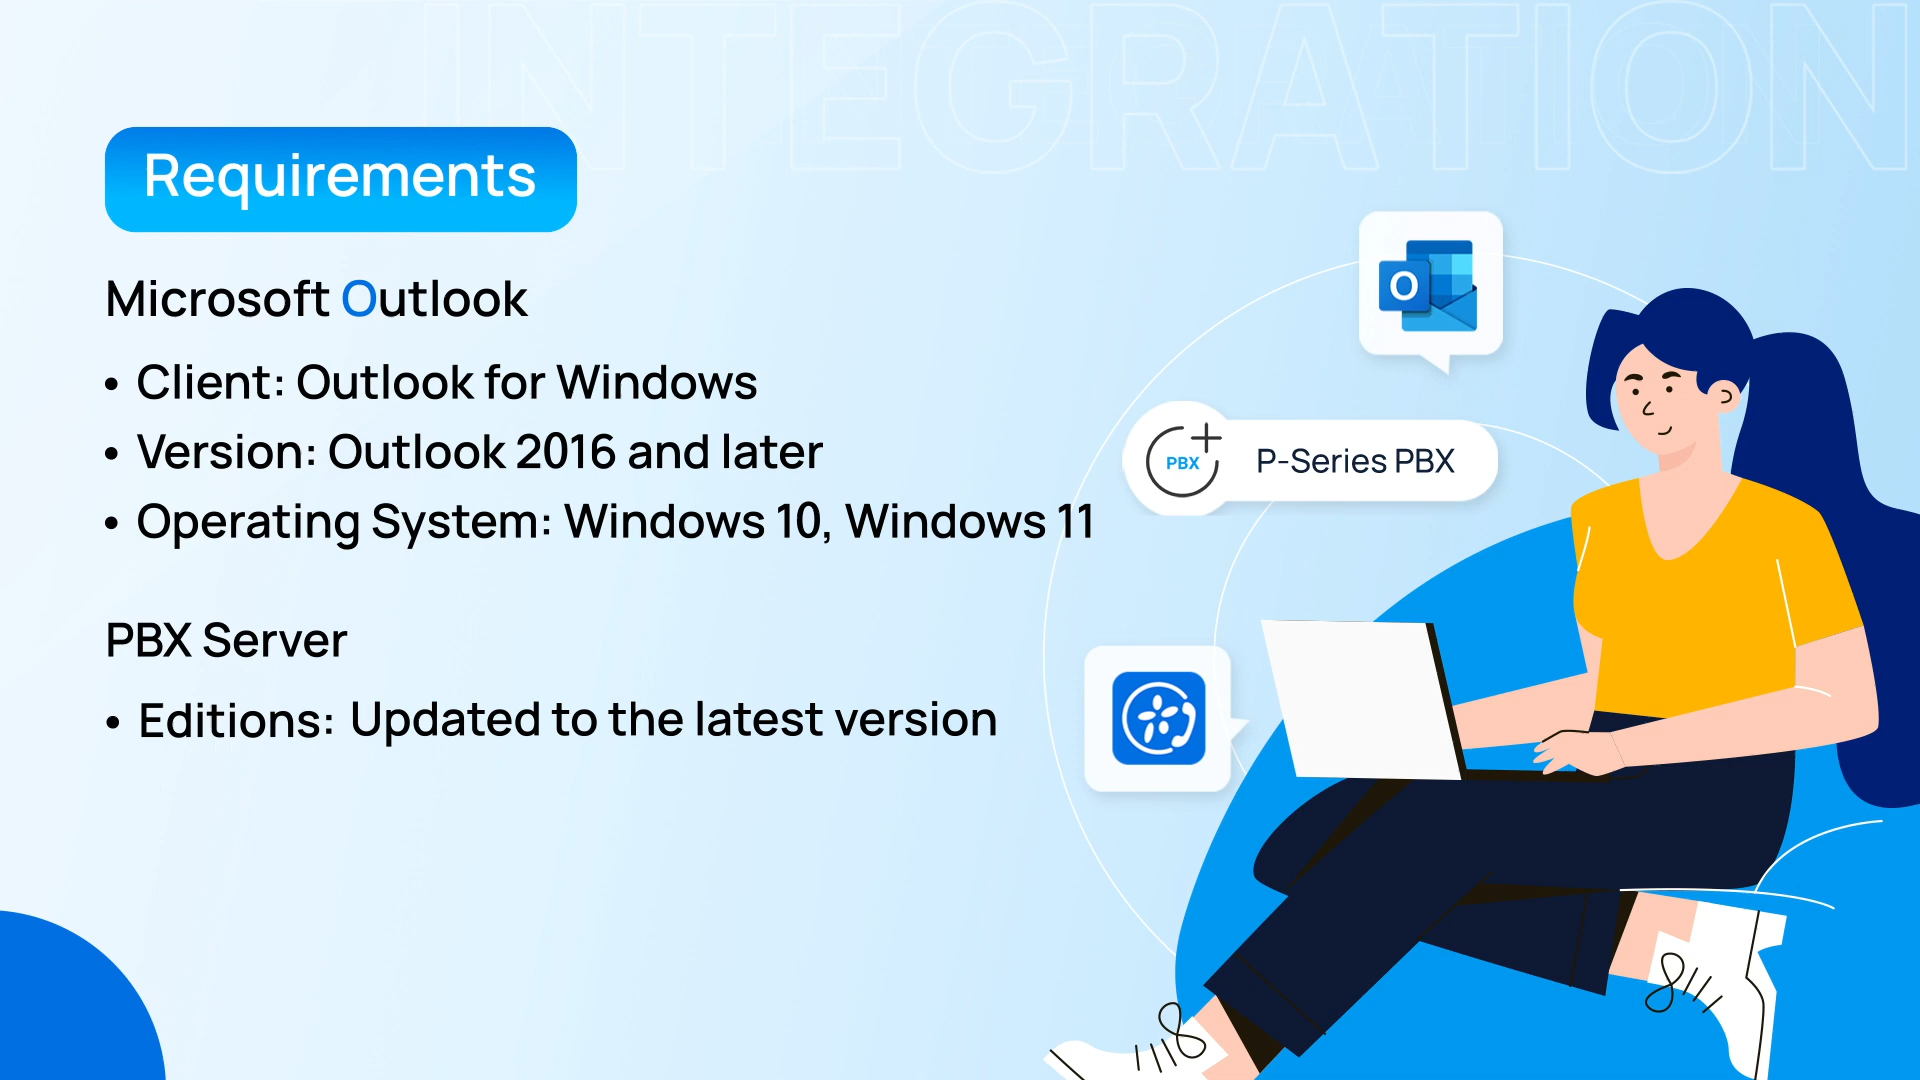 INTEGRATION
Requirements
Microsoft Outlook
• Client: Outlook for Windows
• Version: Outlook 2016 and later
• Operating System: Windows 10, Windows 11
PBX Server
• Editions: Updated to the latest version
O
PBX
P-Series PBX